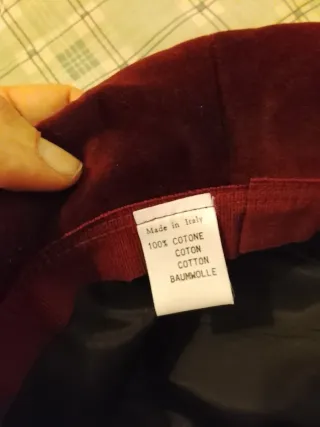 Made in Italy
100% COTONE
COTON
COTTON
BAUMWOLLE